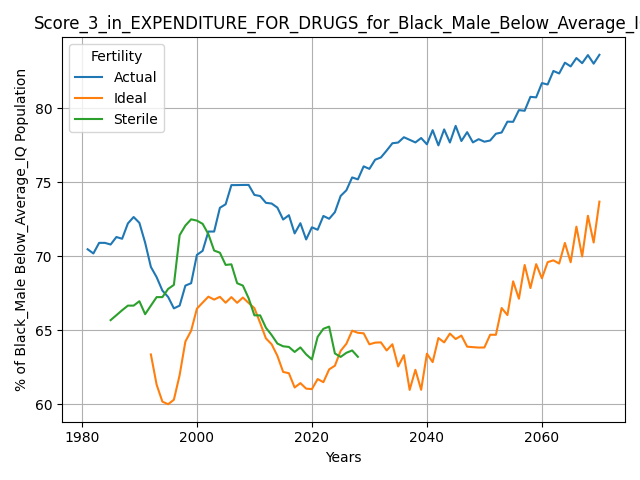 Score_3_in_EXPENDITURE_FOR_DRUGS_for_Black_Male_Below_Average_I
Fertility
Actual
Ideal
Sterile
% of Black_Male Below_Average_IQ Population
80
75
70
65
60
1980
2000
2020
2040
2060
Years